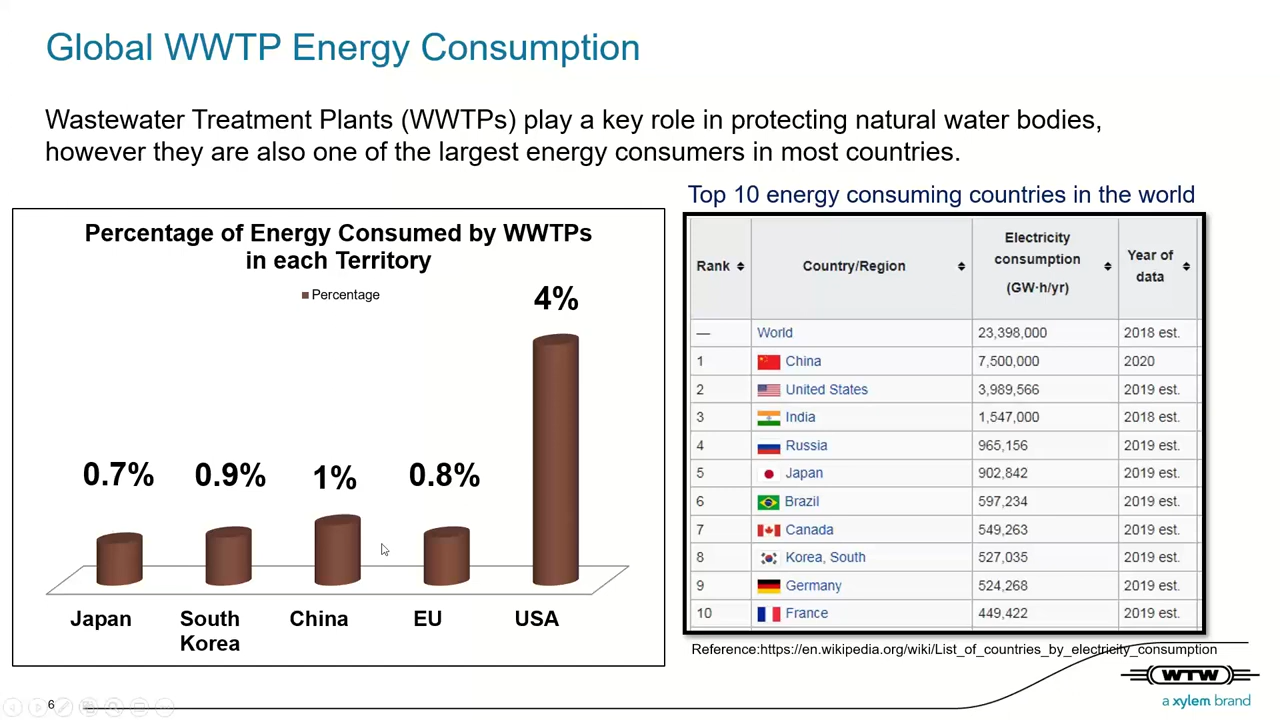 Global WWTP Energy Consumption
Wastewater Treatment Plants (WWTPs) play a key role in protecting natural water bodies,
however they are also one of the largest energy consumers in most countries.
Percentage of Energy Consumed by WWTPs
in each Territory
Percentage
0.7%
0.9%
1%
0.8%
4%
Japan
South
Korea
China
EU
USA
Top 10 energy consuming countries in the world
Rank Country/Region Electricity consumption (GW·h/yr) Year of data
— World 23,398,000 2018 est.
1 China 7,500,000 2020
2 United States 3,989,566 2019 est.
3 India 1,547,000 2018 est.
4 Russia 965,156 2019 est.
5 Japan 902,842 2019 est.
6 Brazil 597,234 2019 est.
7 Canada 549,263 2019 est.
8 Korea, South 527,035 2019 est.
9 Germany 524,268 2019 est.
10 France 449,422 2019 est.
Reference:https://en.wikipedia.org/wiki/List_of_countries_by_electricity_consumption
WTW
a xylem brand
6